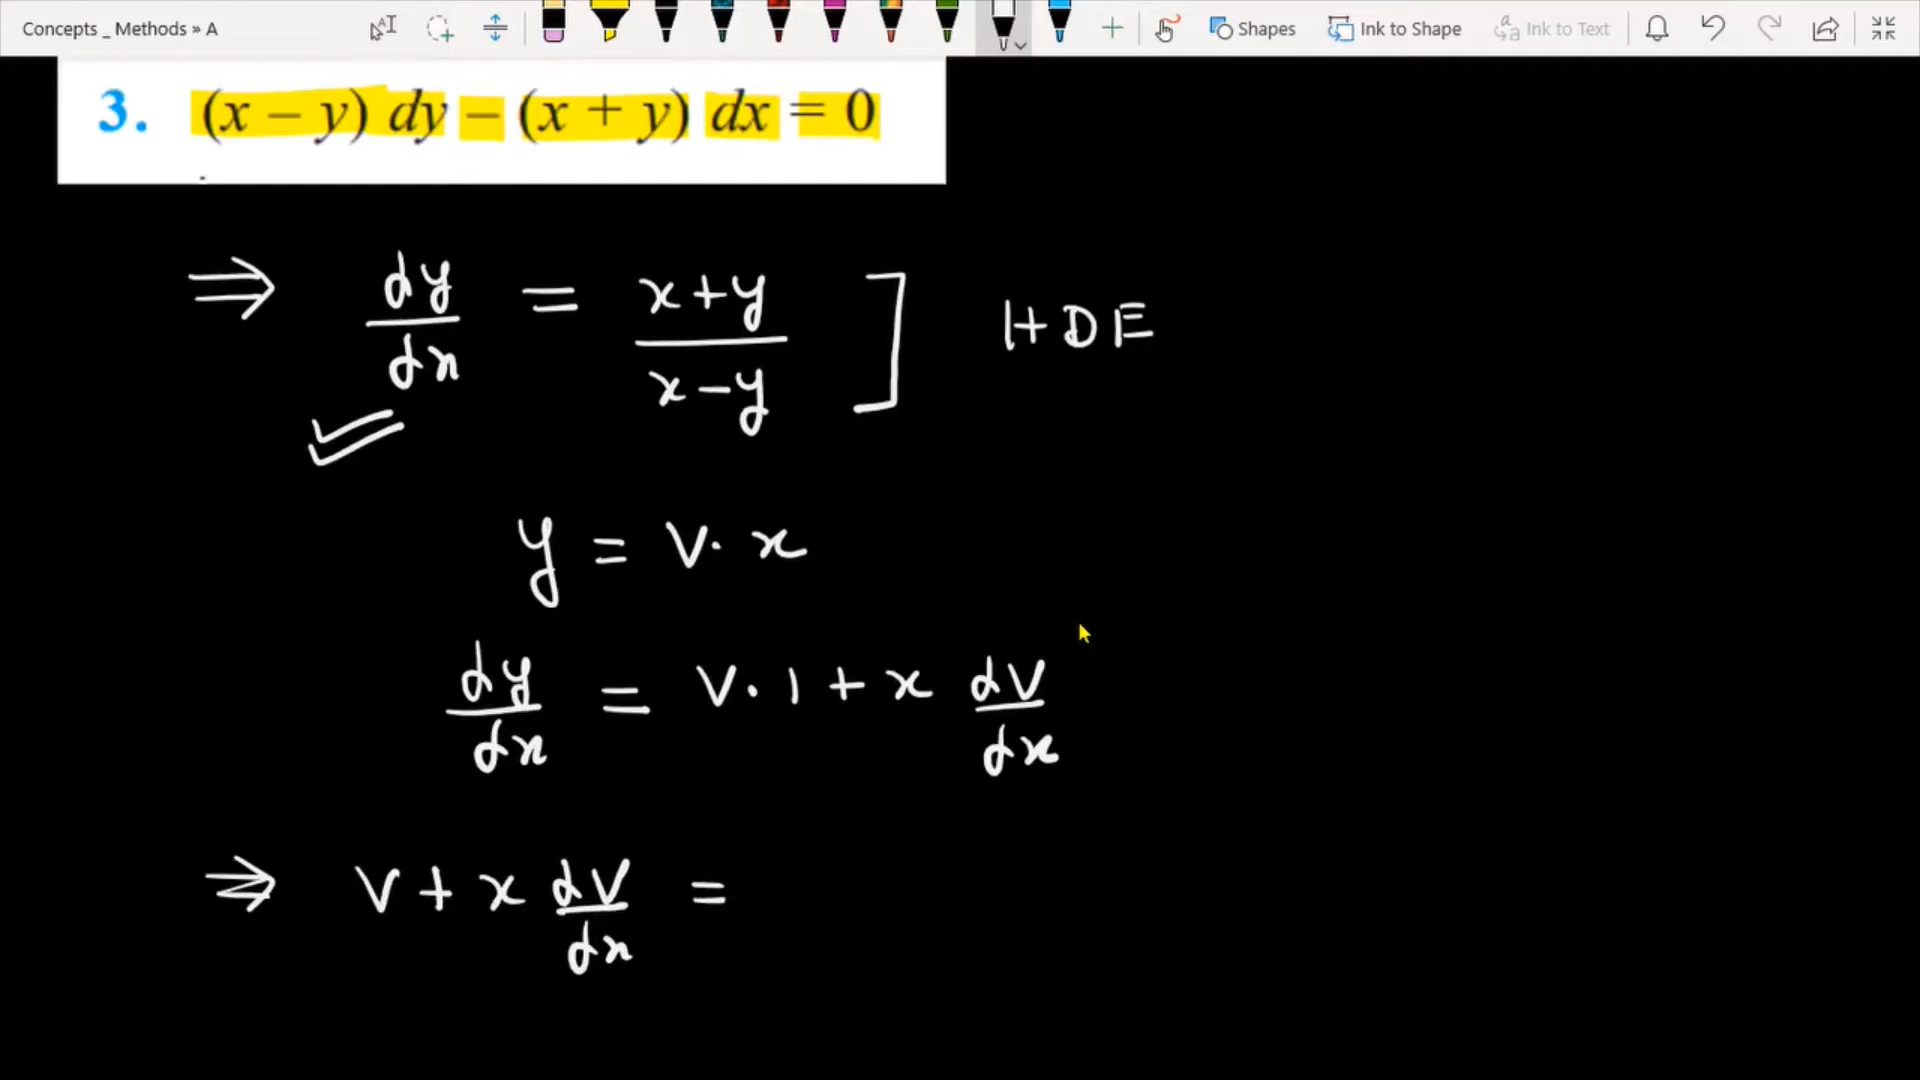 Concepts _ Methods » A
Shapes
Ink to Shape
Ink to Text
3. (x − y) dy − (x + y) dx = 0
⇒ dy/dx = x+y/x−y ] HDE
y = v · x
dy/dx = v · 1 + x dv/dx
⇒ v + x dv/dx =